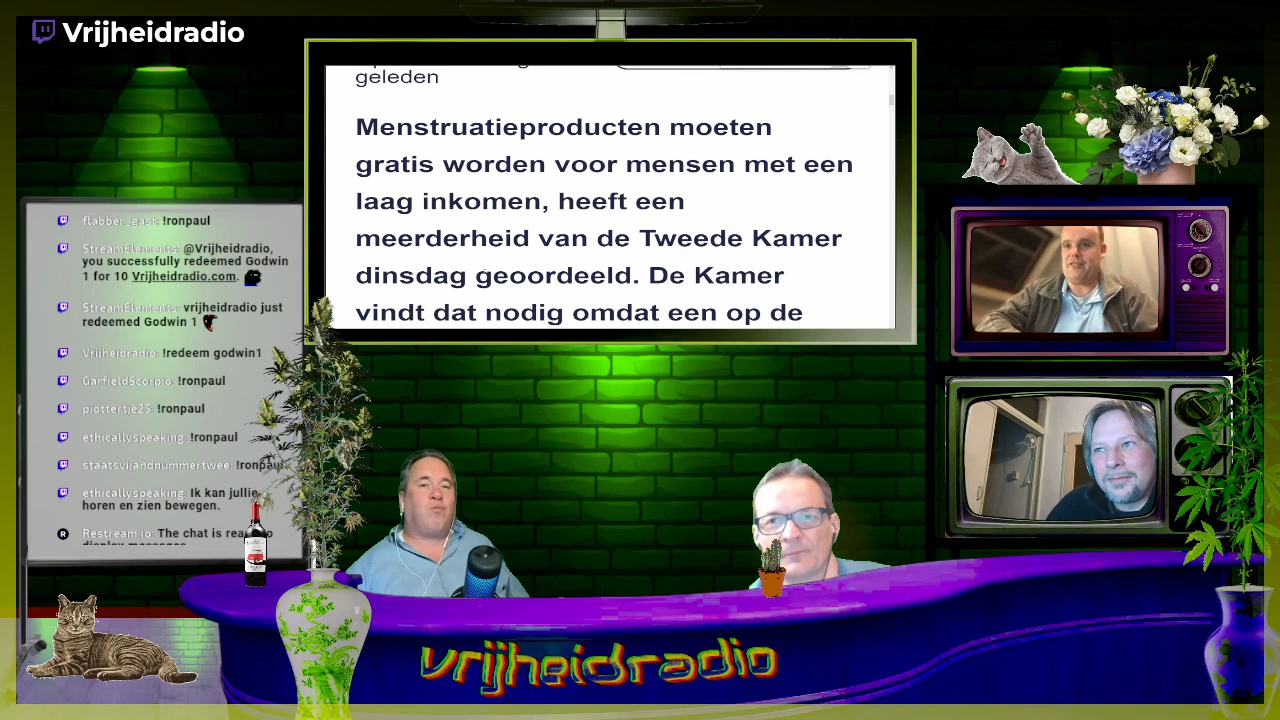 Vrijheidradio
geleden
Menstruatieproducten moeten
gratis worden voor mensen met een
laag inkomen, heeft een
meerderheid van de Tweede Kamer
dinsdag geoordeeld. De Kamer
vindt dat nodig omdat een op de
flabber_gast: !ronpaul
StreamElements: @Vrijheidradio,
you successfully redeemed Godwin
1 for 10 Vrijheidradio.com.
StreamElements: vrijheidradio just
redeemed Godwin 1
Vrijheidradio: !redeem godwin1
GarfieldScorpio: !ronpaul
pjottertje25: !ronpaul
ethicallyspeaking: !ronpaul
staatsvijandnummertwee: !ronpaul
ethicallyspeaking: Ik kan jullie
horen en zien bewegen.
Restream.io: The chat is
display messages
vrijheidradio